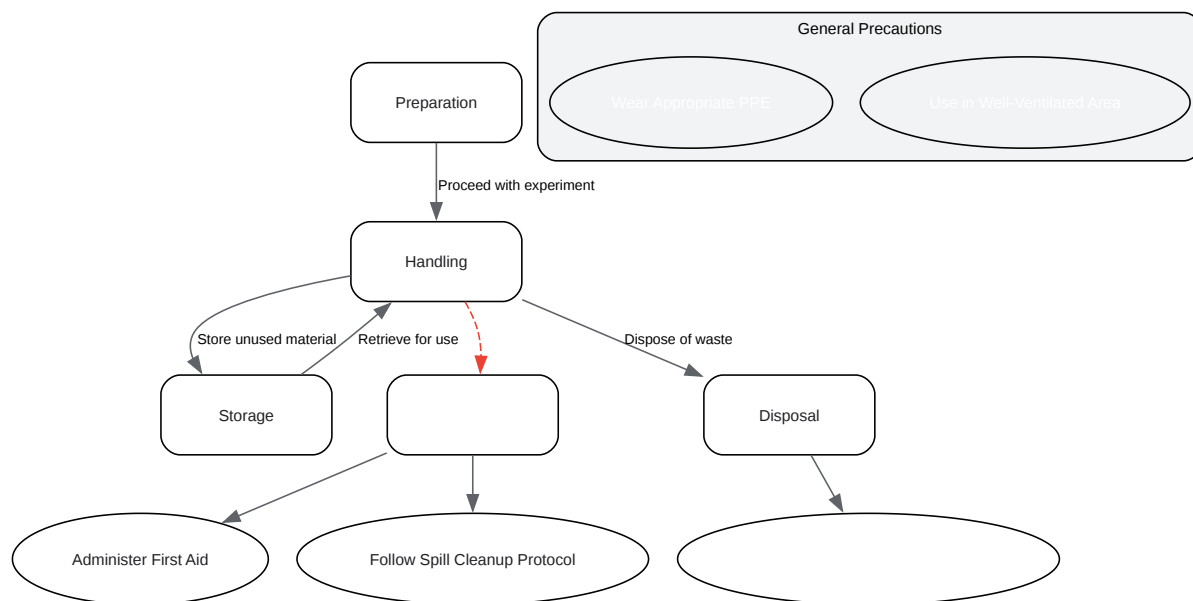 General Precautions
Preparation
Wear Appropriate PPE
Use in Well-Ventilated Area
Proceed with experiment
Handling
Store unused material
Retrieve for use
Dispose of waste
Storage
Disposal
Administer First Aid
Follow Spill Cleanup Protocol